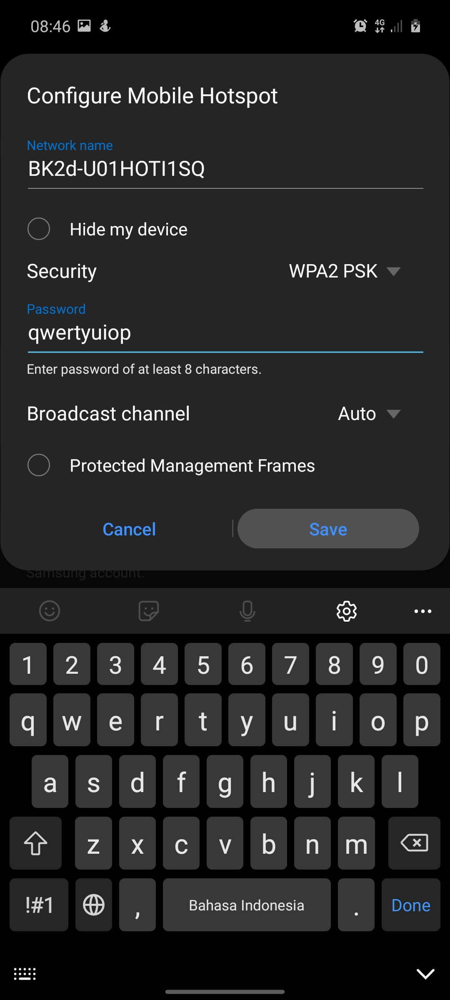 08:46
4G
Configure Mobile Hotspot
Network name
BK2d-U01HOTI1SQ
Hide my device
Security WPA2 PSK
Password
qwertyuiop
Enter password of at least 8 characters.
Broadcast channel Auto
Protected Management Frames
Cancel Save
Samsung account.
1 2 3 4 5 6 7 8 9 0
q w e r t y u i o p
a s d f g h j k l
z x c v b n m
!#1 , Bahasa Indonesia . Done